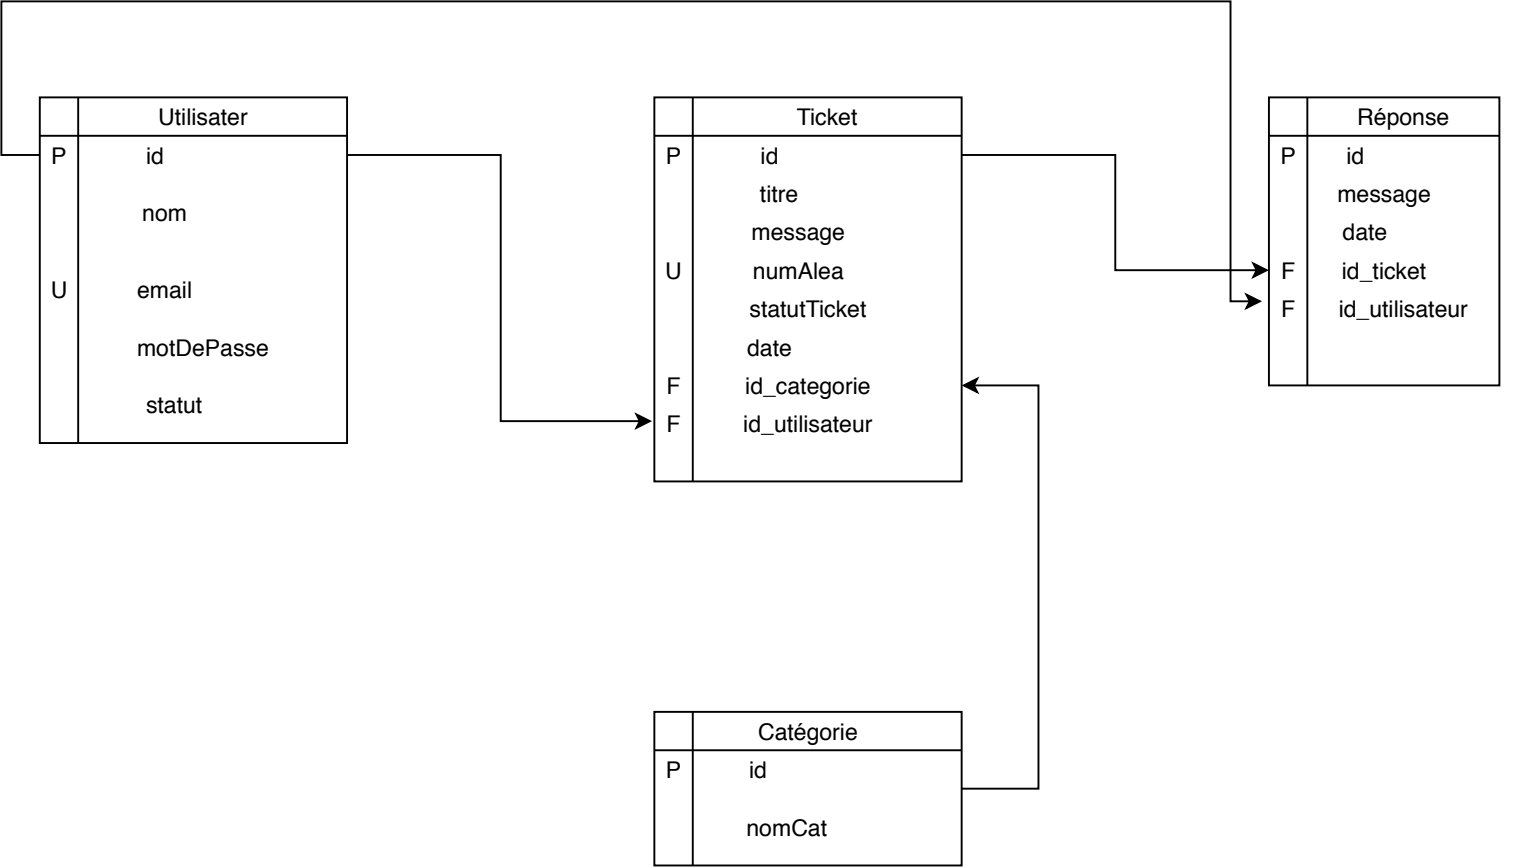 Utilisater
P id
nom
U email
motDePasse
statut
Ticket
P id
titre
message
U numAlea
statutTicket
date
F id_categorie
F id_utilisateur
Réponse
P id
message
date
F id_ticket
F id_utilisateur
Catégorie
P id
nomCat